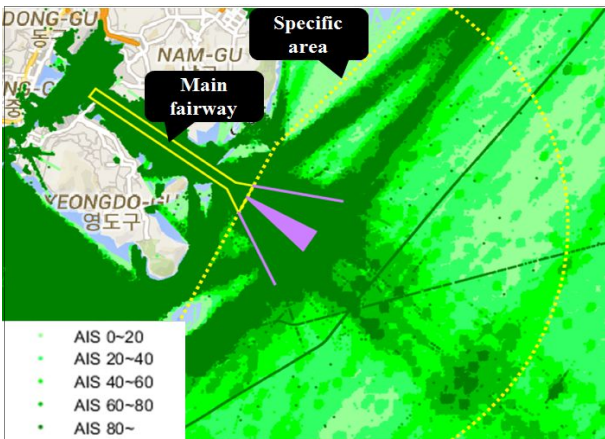 DONG-GU
동
Specific
area
NAM-GU
Main
fairway
YEONGDO-GU
영도구
AIS 0~20
AIS 20~40
AIS 40~60
AIS 60~80
AIS 80~